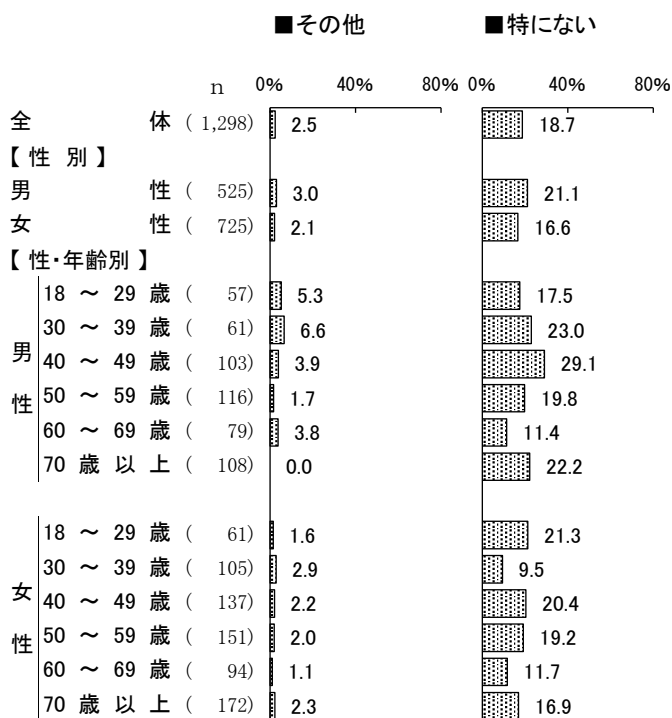 ■その他 ■特にない
n 0% 40% 80% 0% 40% 80%
全 体 ( 1,298) 2.5 18.7
【 性 別 】
男 性 ( 525) 3.0 21.1
女 性 ( 725) 2.1 16.6
【 性・年齢別 】
男性
18 ～ 29 歳 ( 57) 5.3 17.5
30 ～ 39 歳 ( 61) 6.6 23.0
40 ～ 49 歳 ( 103) 3.9 29.1
50 ～ 59 歳 ( 116) 1.7 19.8
60 ～ 69 歳 ( 79) 3.8 11.4
70 歳 以 上 ( 108) 0.0 22.2
女性
18 ～ 29 歳 ( 61) 1.6 21.3
30 ～ 39 歳 ( 105) 2.9 9.5
40 ～ 49 歳 ( 137) 2.2 20.4
50 ～ 59 歳 ( 151) 2.0 19.2
60 ～ 69 歳 ( 94) 1.1 11.7
70 歳 以 上 ( 172) 2.3 16.9